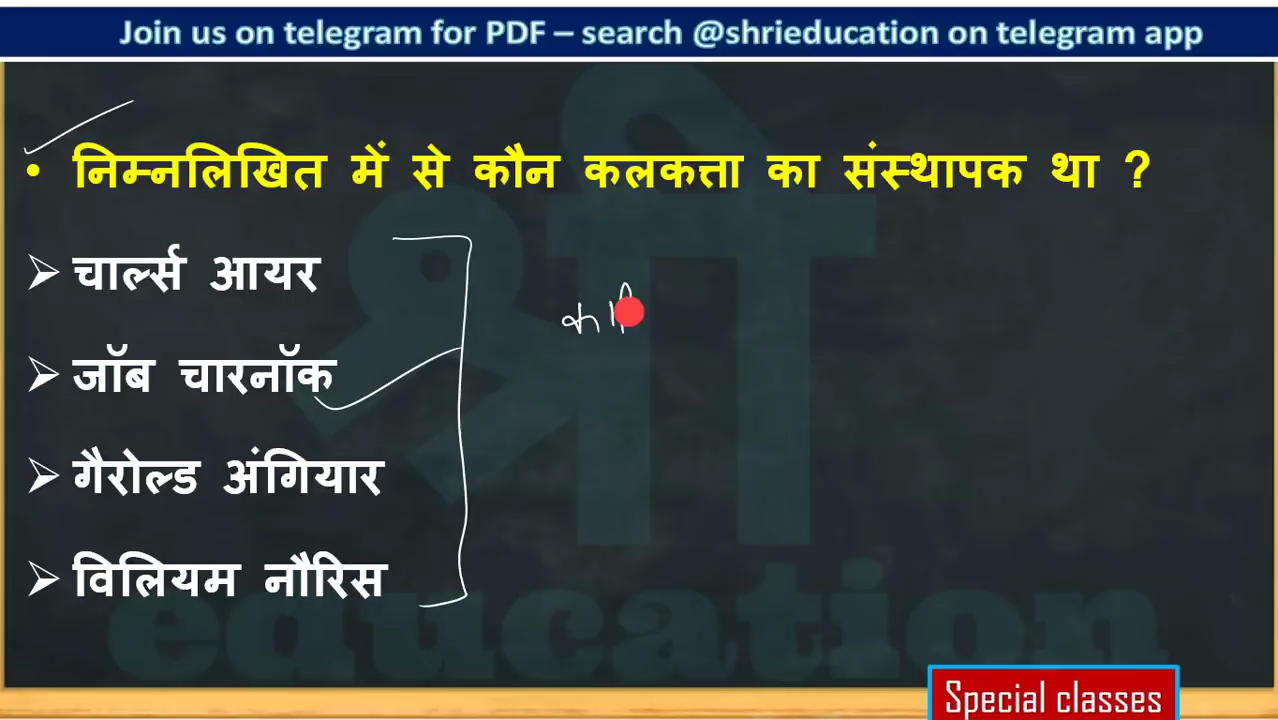 Join us on telegram for PDF – search @shrieducation on telegram app
• निम्नलिखित में से कौन कलकत्ता का संस्थापक था ?
➢ चार्ल्स आयर
➢ जॉब चारनॉक
➢ गैरोल्ड अंगियार
➢ विलियम नौरिस
श्री
education
Special classes